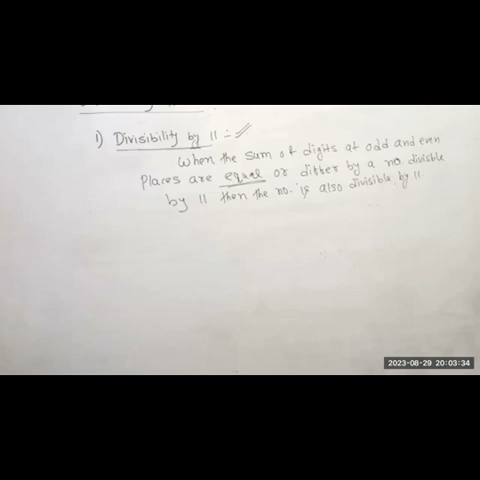 1) Divisibility by 11 :-
When the sum of digits at odd and even
Places are equal or differ by a no. divisble
by 11 then the no. is also divisible by 11
2023-08-29 20:03:34